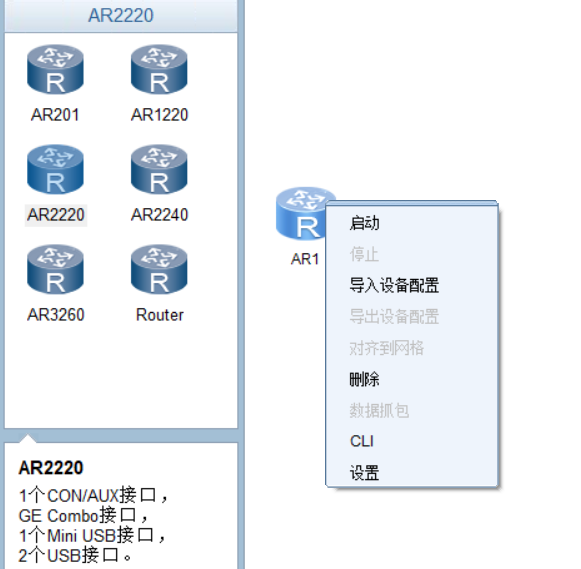 AR2220
R
R
AR201
AR1220
R
R
AR2220
AR2240
R
R
AR3260
Router
AR2220
1个CON/AUX接口，
GE Combo接口，
1个Mini USB接口，
2个USB接口。
R
AR1
启动
停止
导入设备配置
导出设备配置
对齐到网格
删除
数据抓包
CLI
设置